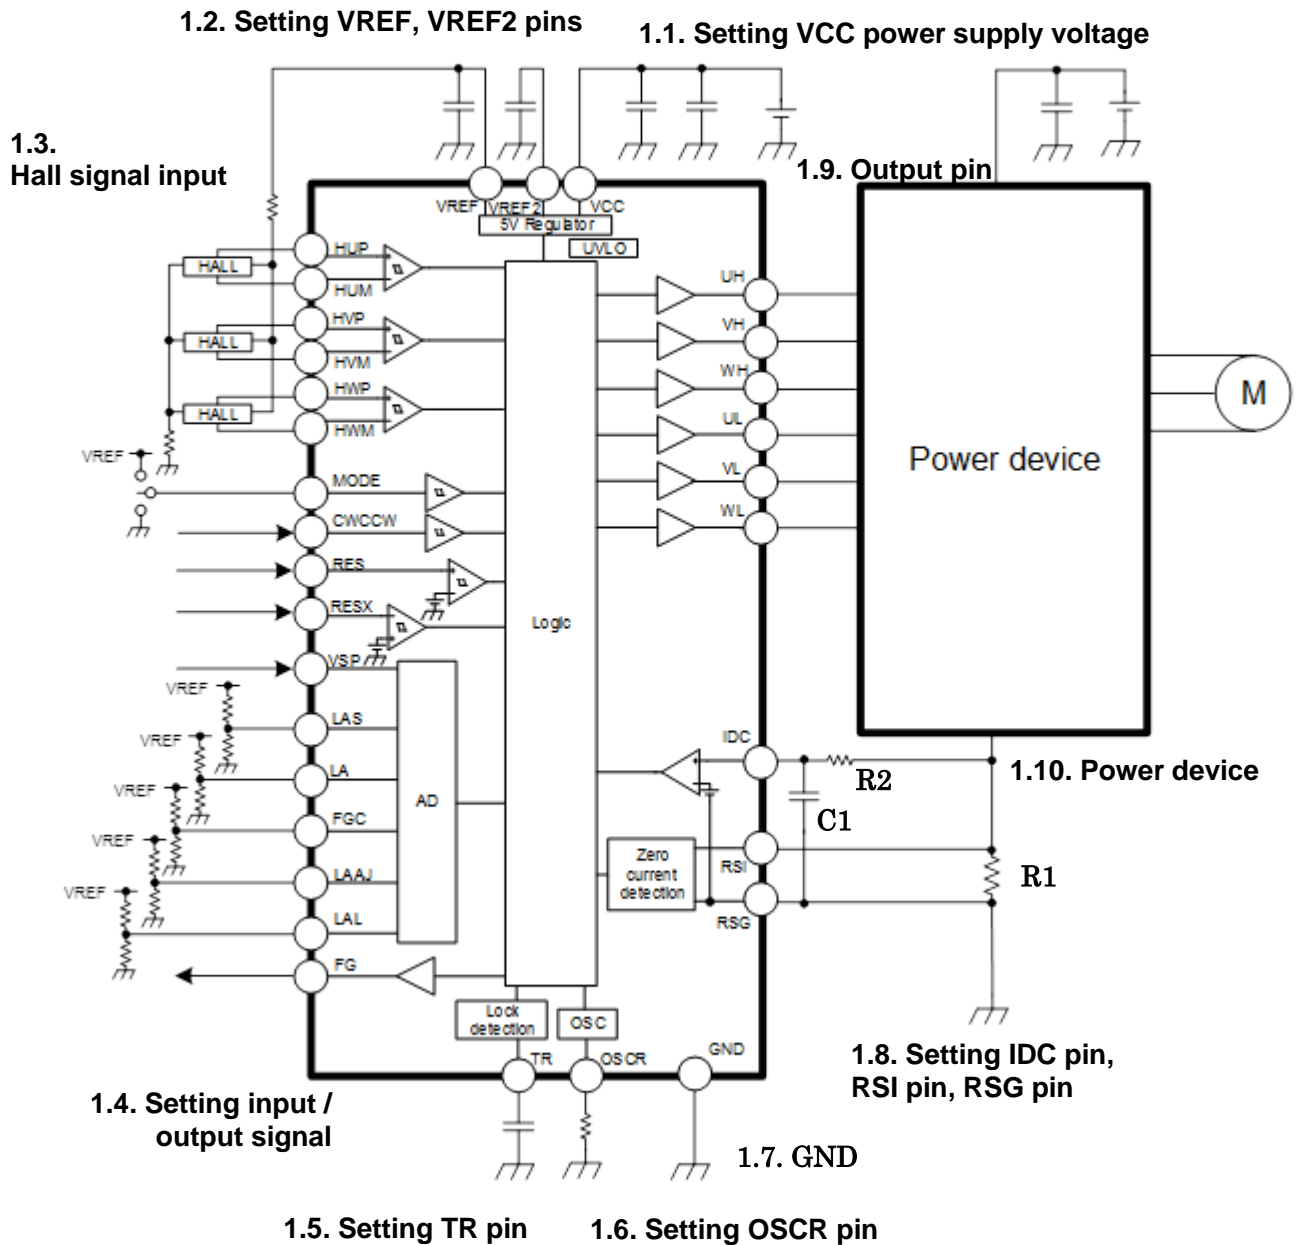 1.2. Setting VREF, VREF2 pins
1.1. Setting VCC power supply voltage
1.3.
Hall signal input
1.9. Output pin
VREF
VREF2
VCC
5V Regulator
UVLO
HUP
HALL
HUM
HVP
HALL
HVM
HWP
HALL
HWM
VREF
MODE
CWCCW
RES
RESX
VSP
VREF
LAS
VREF
LA
VREF
FGC
VREF
LAAJ
VREF
LAL
FG
AD
Logic
UH
VH
WH
UL
VL
WL
Power device
M
IDC
R2
1.10. Power device
C1
Zero
current
detection
RSI
R1
RSG
Lock
detection
OSC
TR
OSCR
GND
1.8. Setting IDC pin,
RSI pin, RSG pin
1.4. Setting input /
output signal
1.7. GND
1.5. Setting TR pin
1.6. Setting OSCR pin